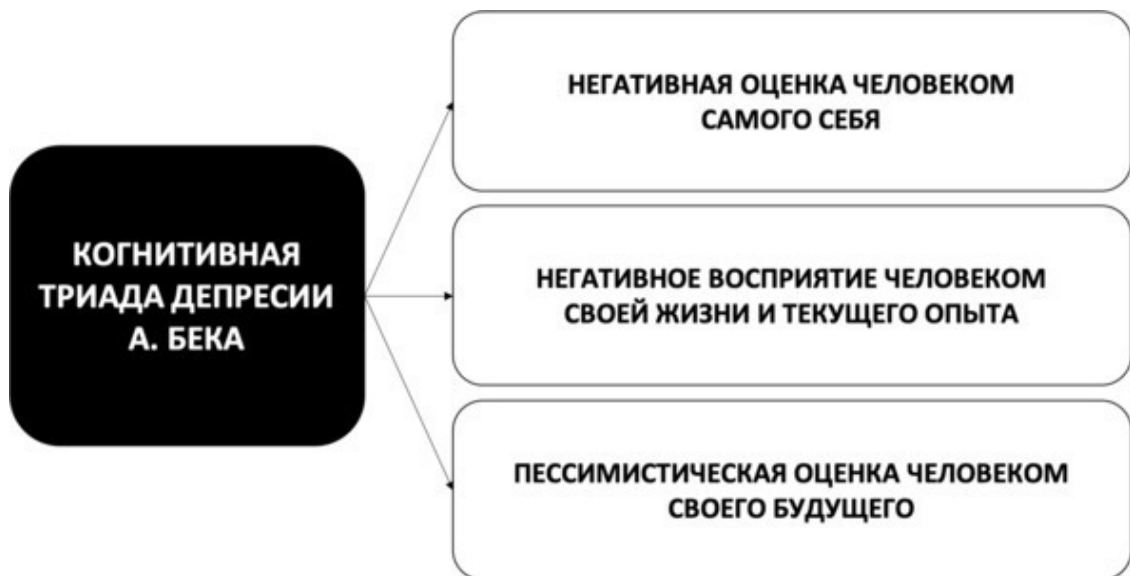 КОГНИТИВНАЯ
ТРИАДА ДЕПРЕСИИ
А. БЕКА
НЕГАТИВНАЯ ОЦЕНКА ЧЕЛОВЕКОМ
САМОГО СЕБЯ
НЕГАТИВНОЕ ВОСПРИЯТИЕ ЧЕЛОВЕКОМ
СВОЕЙ ЖИЗНИ И ТЕКУЩЕГО ОПЫТА
ПЕССИМИСТИЧЕСКАЯ ОЦЕНКА ЧЕЛОВЕКОМ
СВОЕГО БУДУЩЕГО